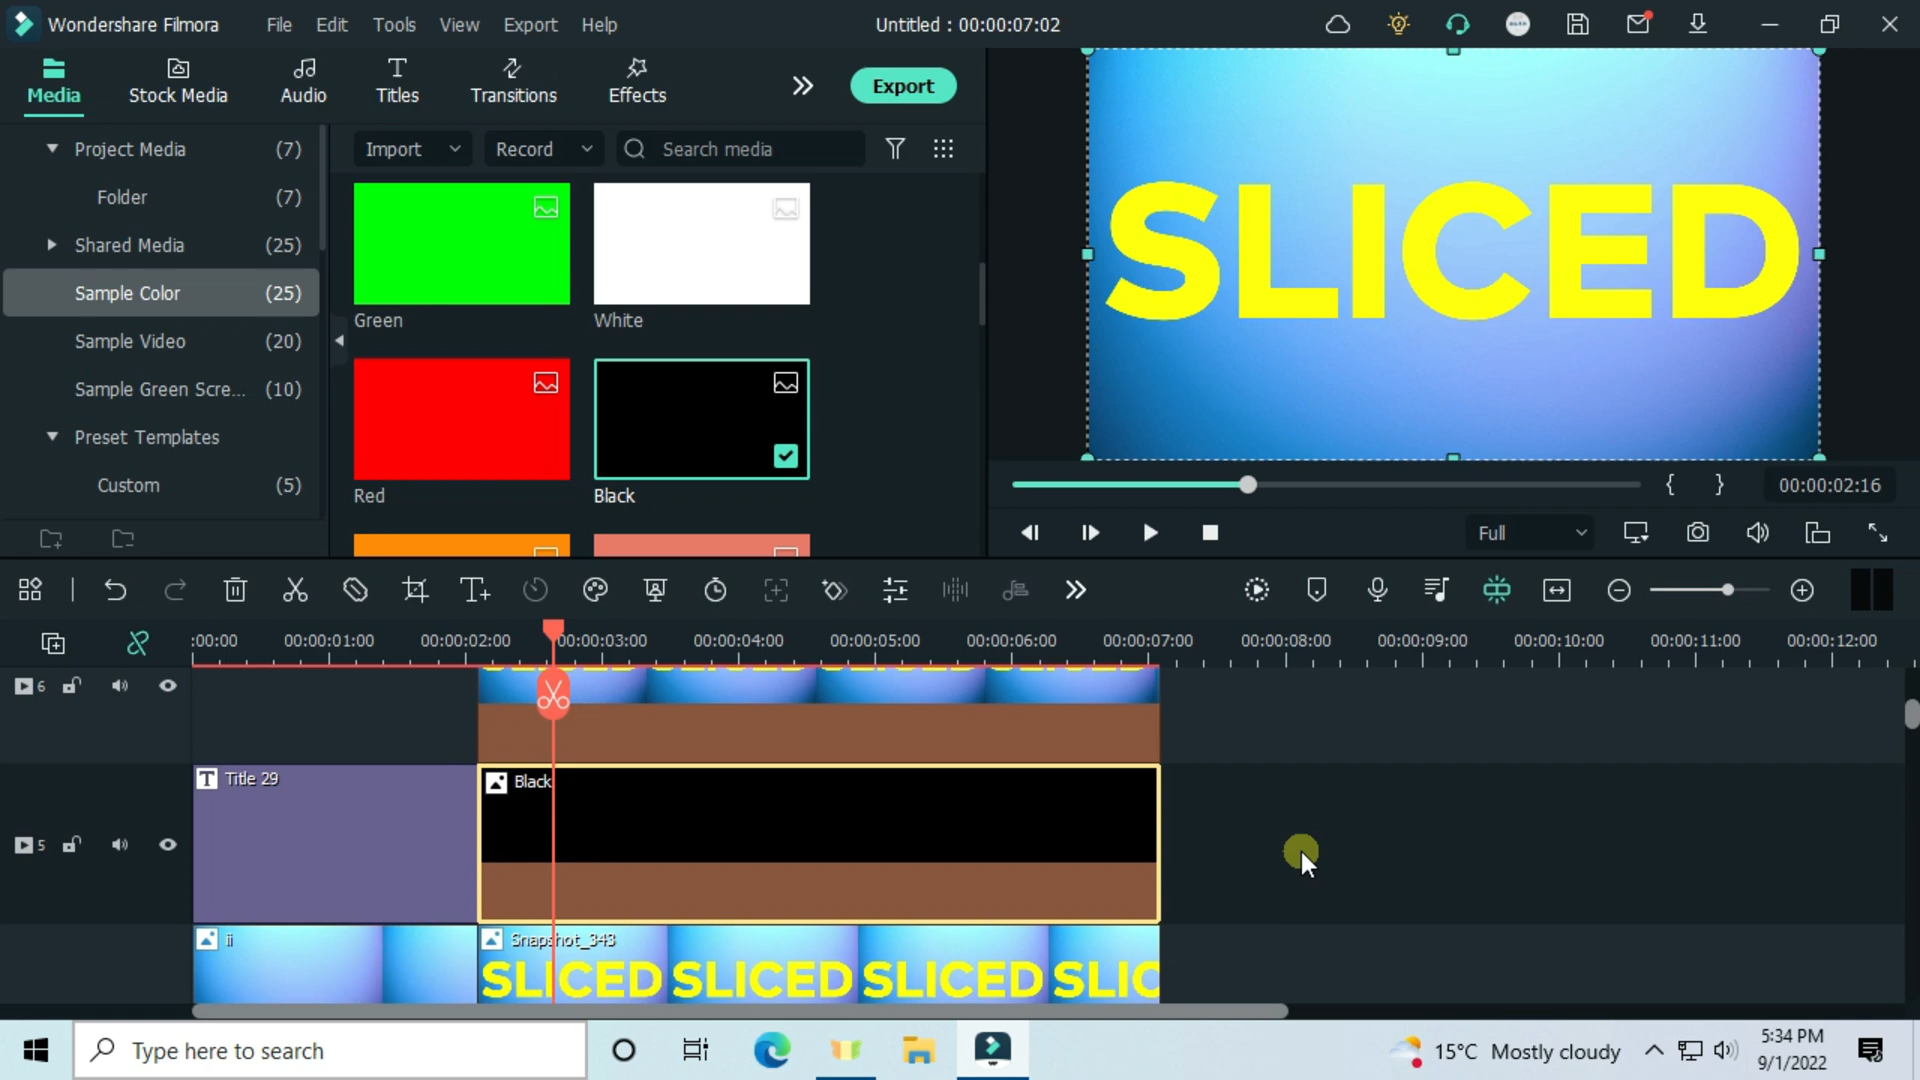 Wondershare Filmora File Edit Tools View Export Help Untitled : 00:00:07:02
Media Stock Media Audio Titles Transitions Effects Export
Project Media (7)
Folder (7)
Shared Media (25)
Sample Color (25)
Sample Video (20)
Sample Green Scre... (10)
Preset Templates
Custom (5)
Import Record Search media
Green White
Red Black
SLICED
00:00:02:16
Full
:00:00 00:00:01:00 00:00:02:00 00:00:03:00 00:00:04:00 00:00:05:00 00:00:06:00 00:00:07:00 00:00:08:00 00:00:09:00 00:00:10:00 00:00:11:00 00:00:12:00
6
Title 29 Black
5
ii Snapshot_343
SLICED SLICED SLICED SLIC
Type here to search 15°C Mostly cloudy 5:34 PM
9/1/2022